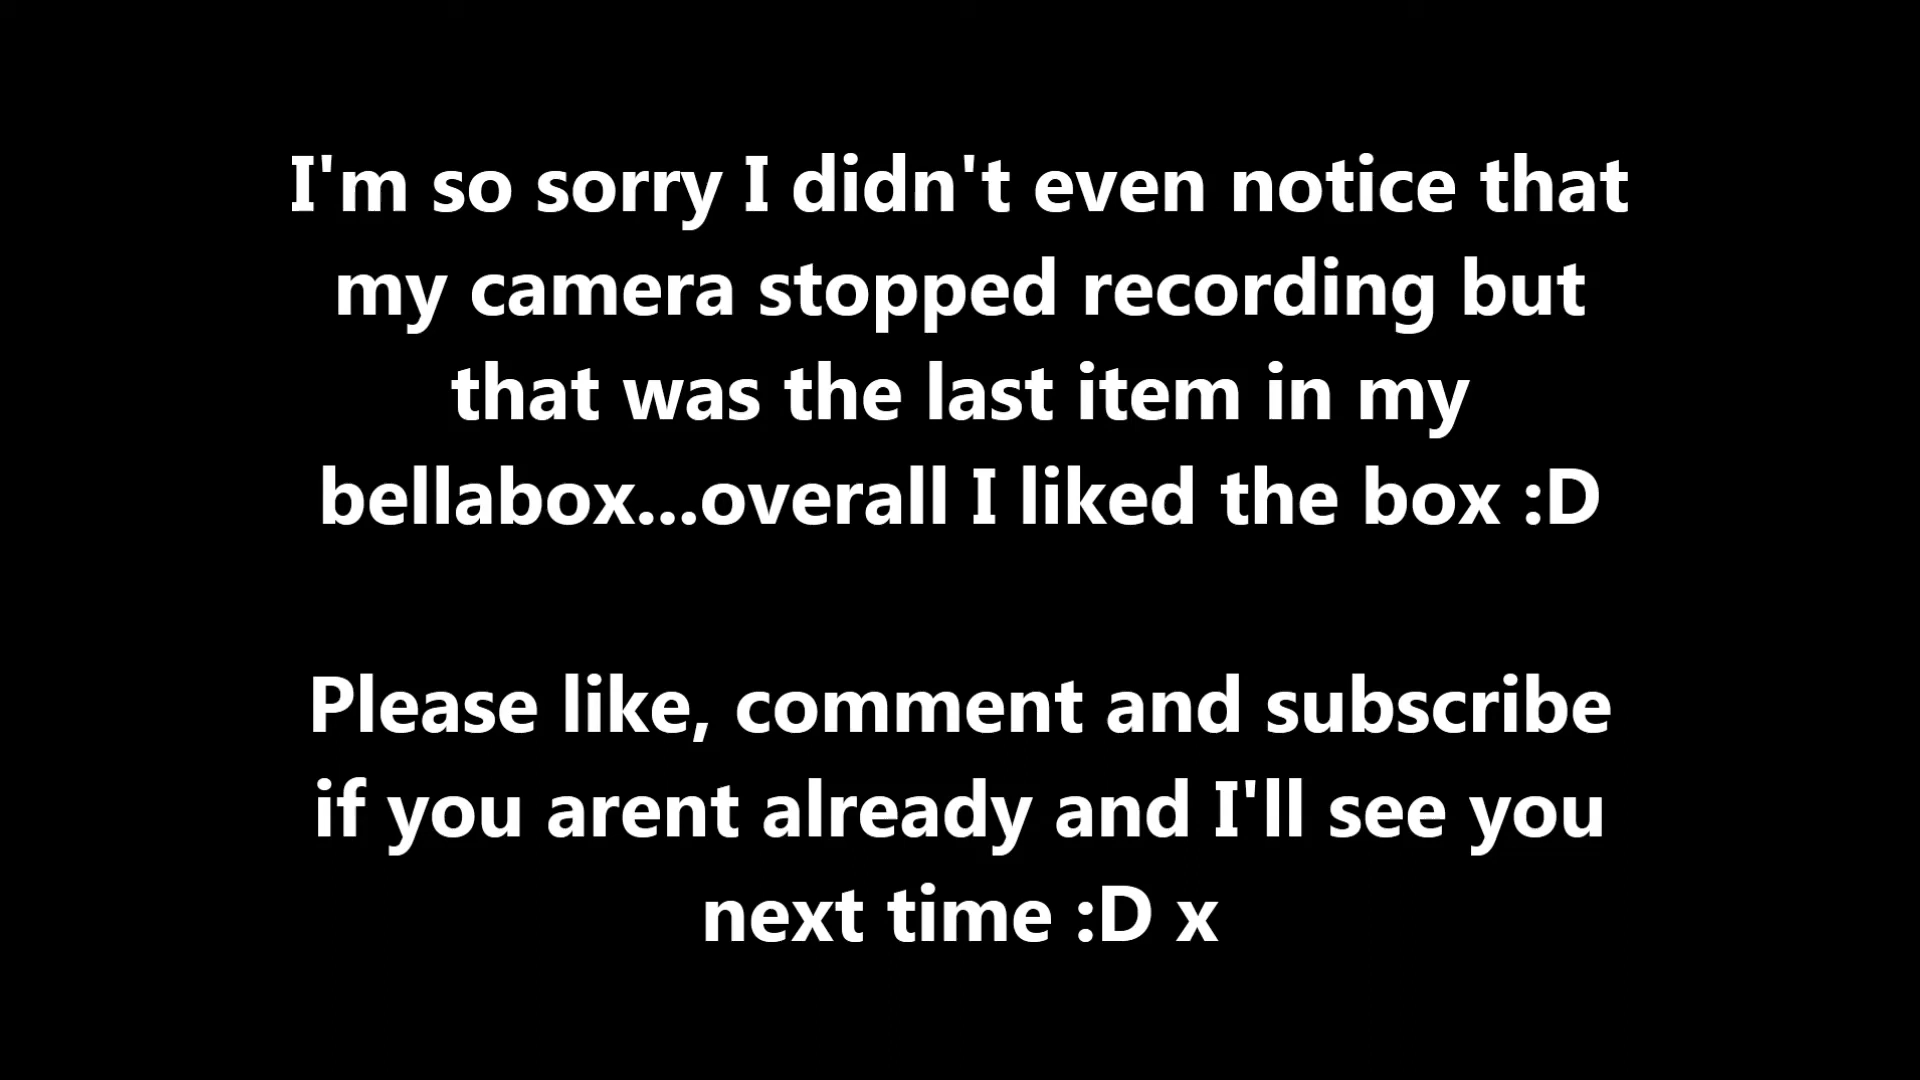 I'm so sorry I didn't even notice that
my camera stopped recording but
that was the last item in my
bellabox...overall I liked the box :D
Please like, comment and subscribe
if you arent already and I'll see you
next time :D x